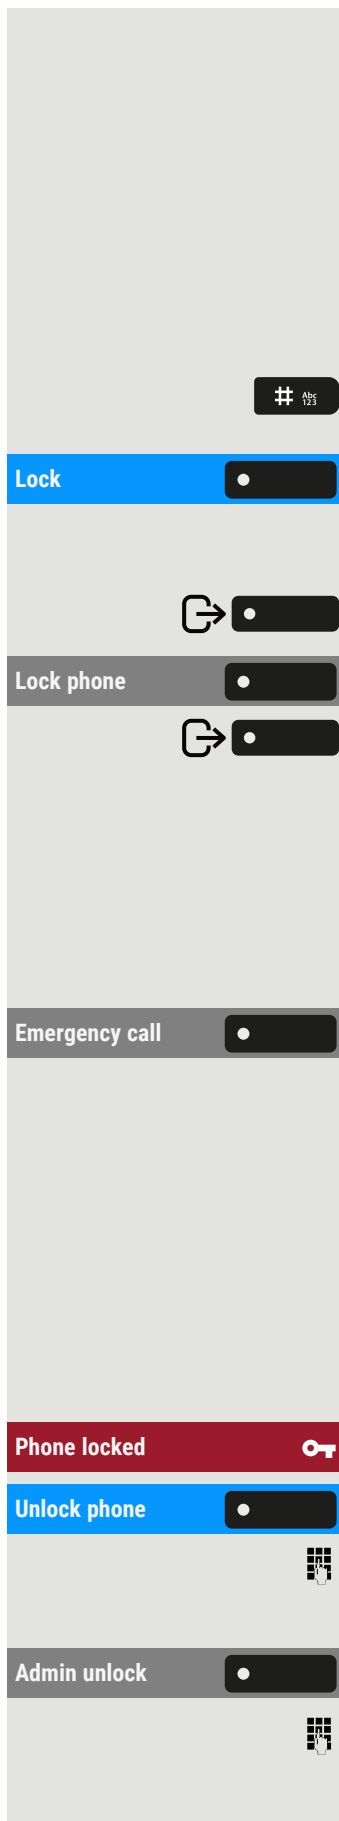 # Abc
123
Lock
Lock phone
Emergency call
Phone locked
Unlock phone
Admin unlock